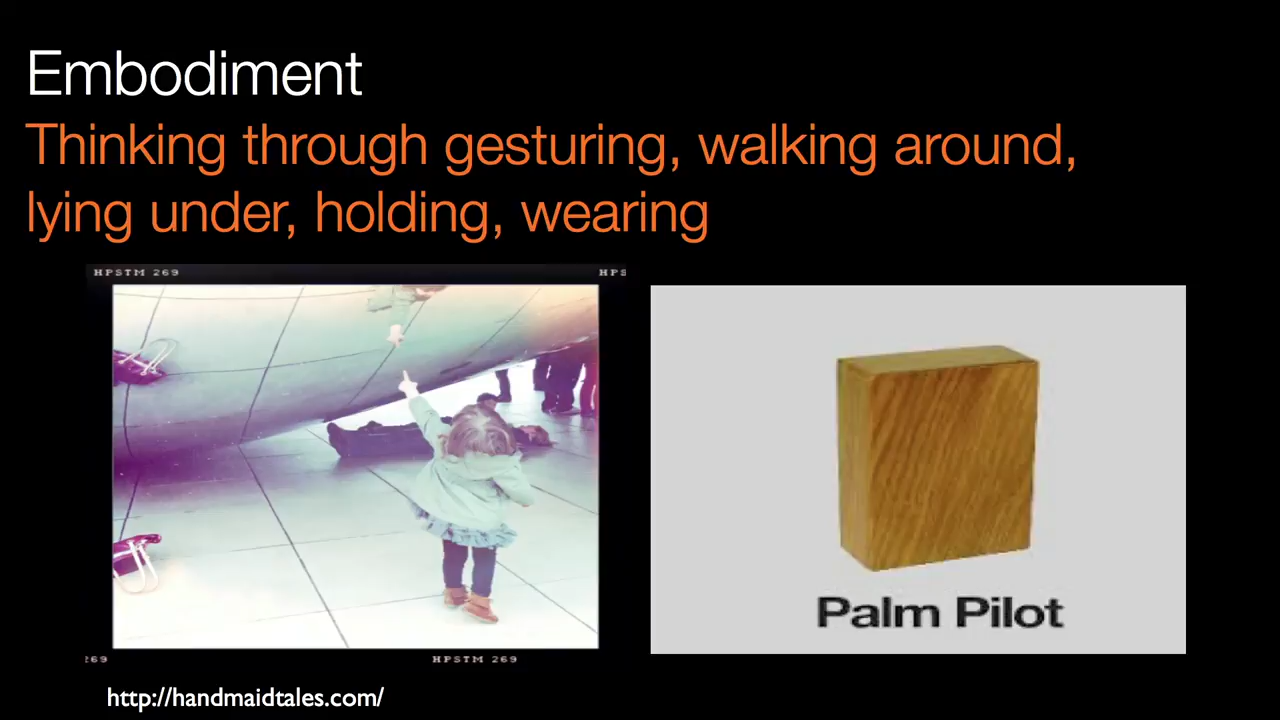 Embodiment
Thinking through gesturing, walking around,
lying under, holding, wearing
HPSTM 269
HPS
Palm Pilot
269
HPSTM 269
http://handmaidtales.com/